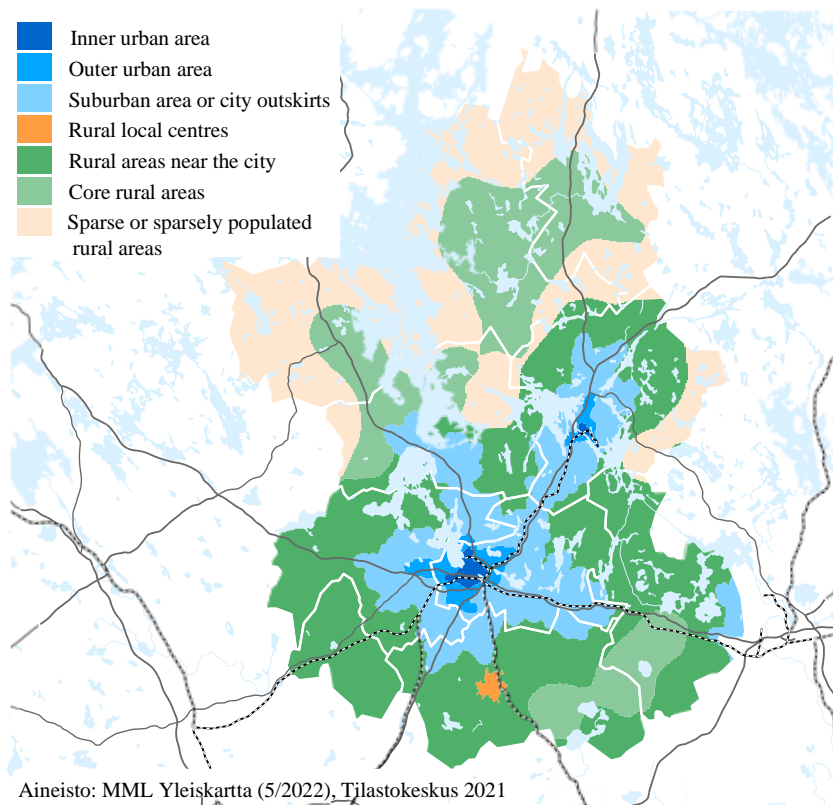 Inner urban area
Outer urban area
Suburban area or city outskirts
Rural local centres
Rural areas near the city
Core rural areas
Sparse or sparsely populated
rural areas
Aineisto: MML Yleiskartta (5/2022), Tilastokeskus 2021